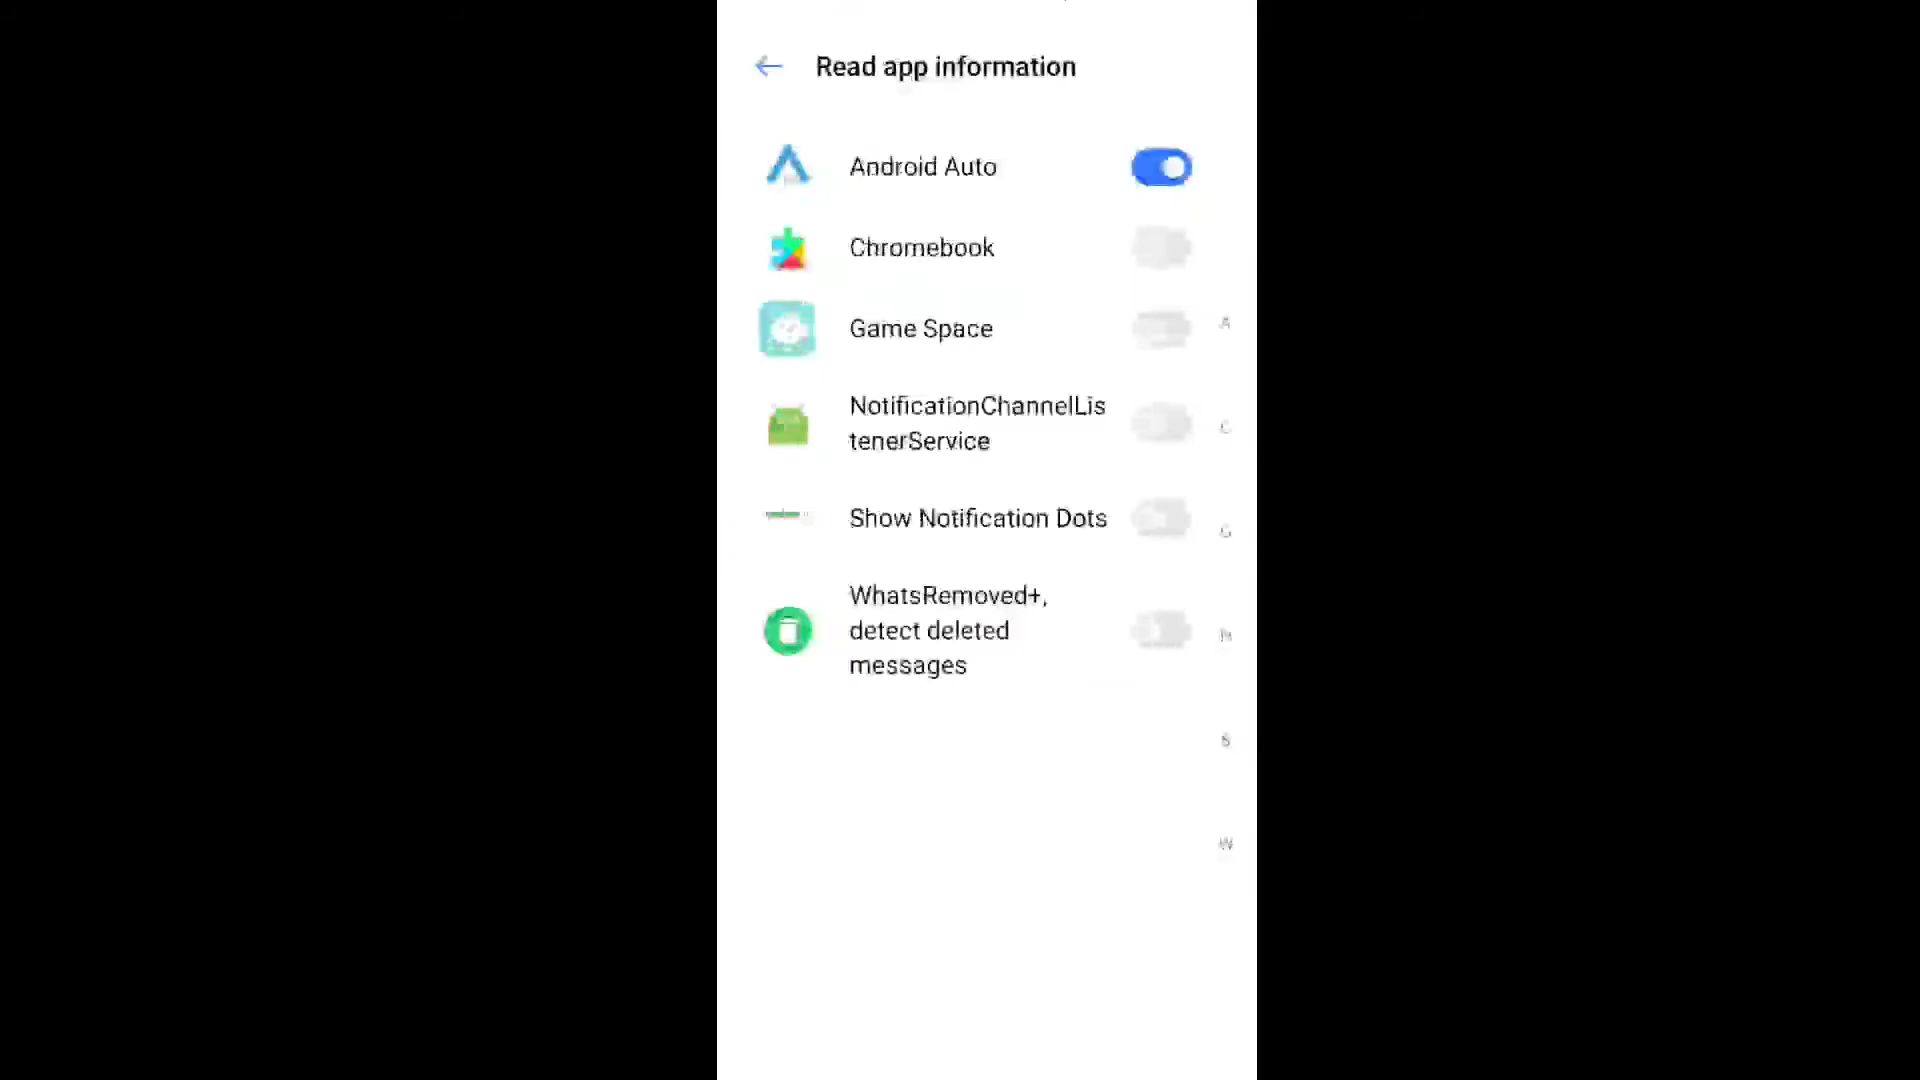 Read app information
Android Auto
Chromebook
Game Space
A
NotificationChannelLis
tenerService
C
Show Notification Dots
G
WhatsRemoved+,
detect deleted
messages
N
S
W